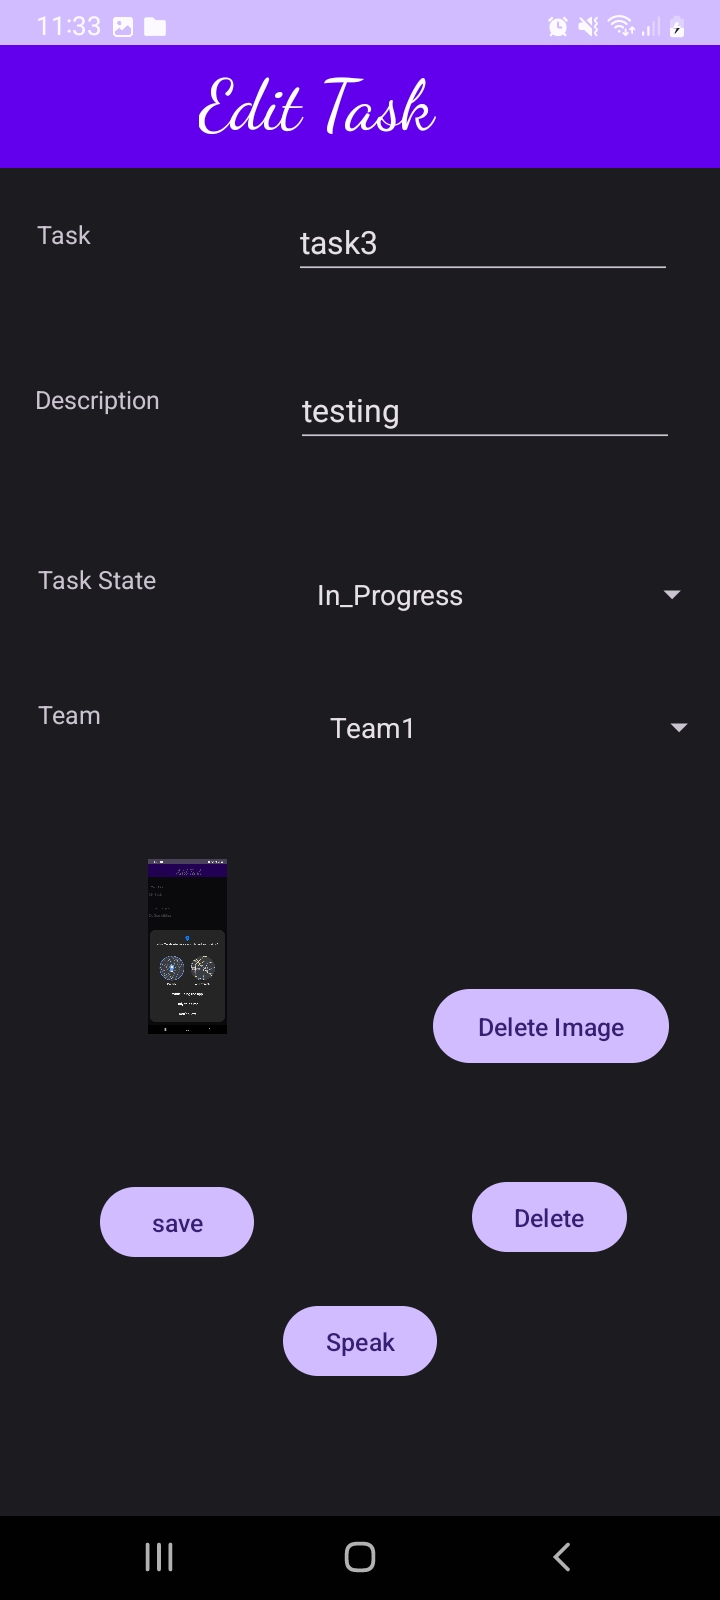 11:33
Edit Task
Task
task3
Description
testing
Task State
In_Progress
Team
Team1
Delete Image
save
Delete
Speak